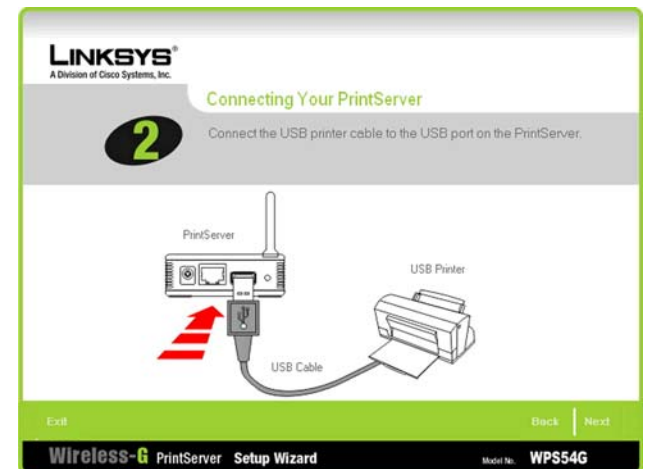 LINKSYS®
A Division of Cisco Systems, Inc.
Connecting Your PrintServer
2
Connect the USB printer cable to the USB port on the PrintServer.
PrintServer
USB Printer
USB Cable
Exit
Back
Next
Wireless-G PrintServer Setup Wizard
Model No. WPS54G